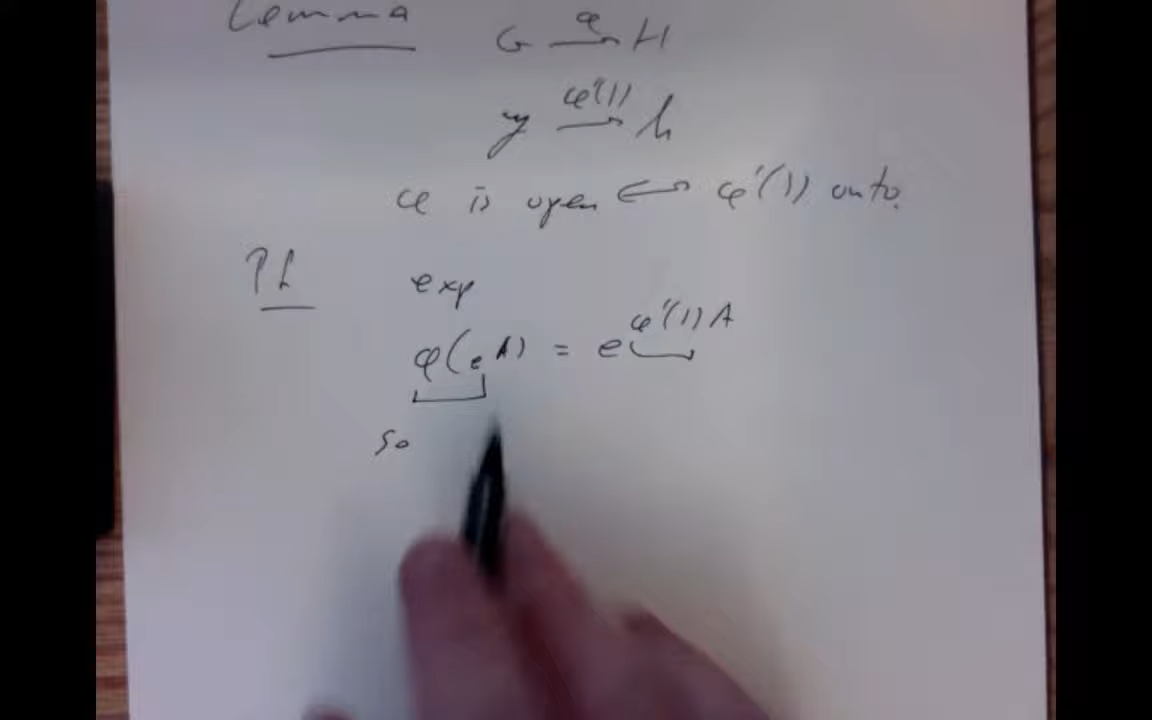 Lemma G —φ→ H
𝔤 —φ'(1)→ 𝔥
φ is open ⟺ φ'(1) onto.
Pf exp
φ(e^A) = e^{φ'(1)A}
so